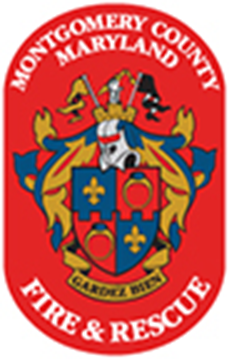 MONTGOMERY COUNTY
MARYLAND
GARDEZ BIEN
FIRE & RESCUE